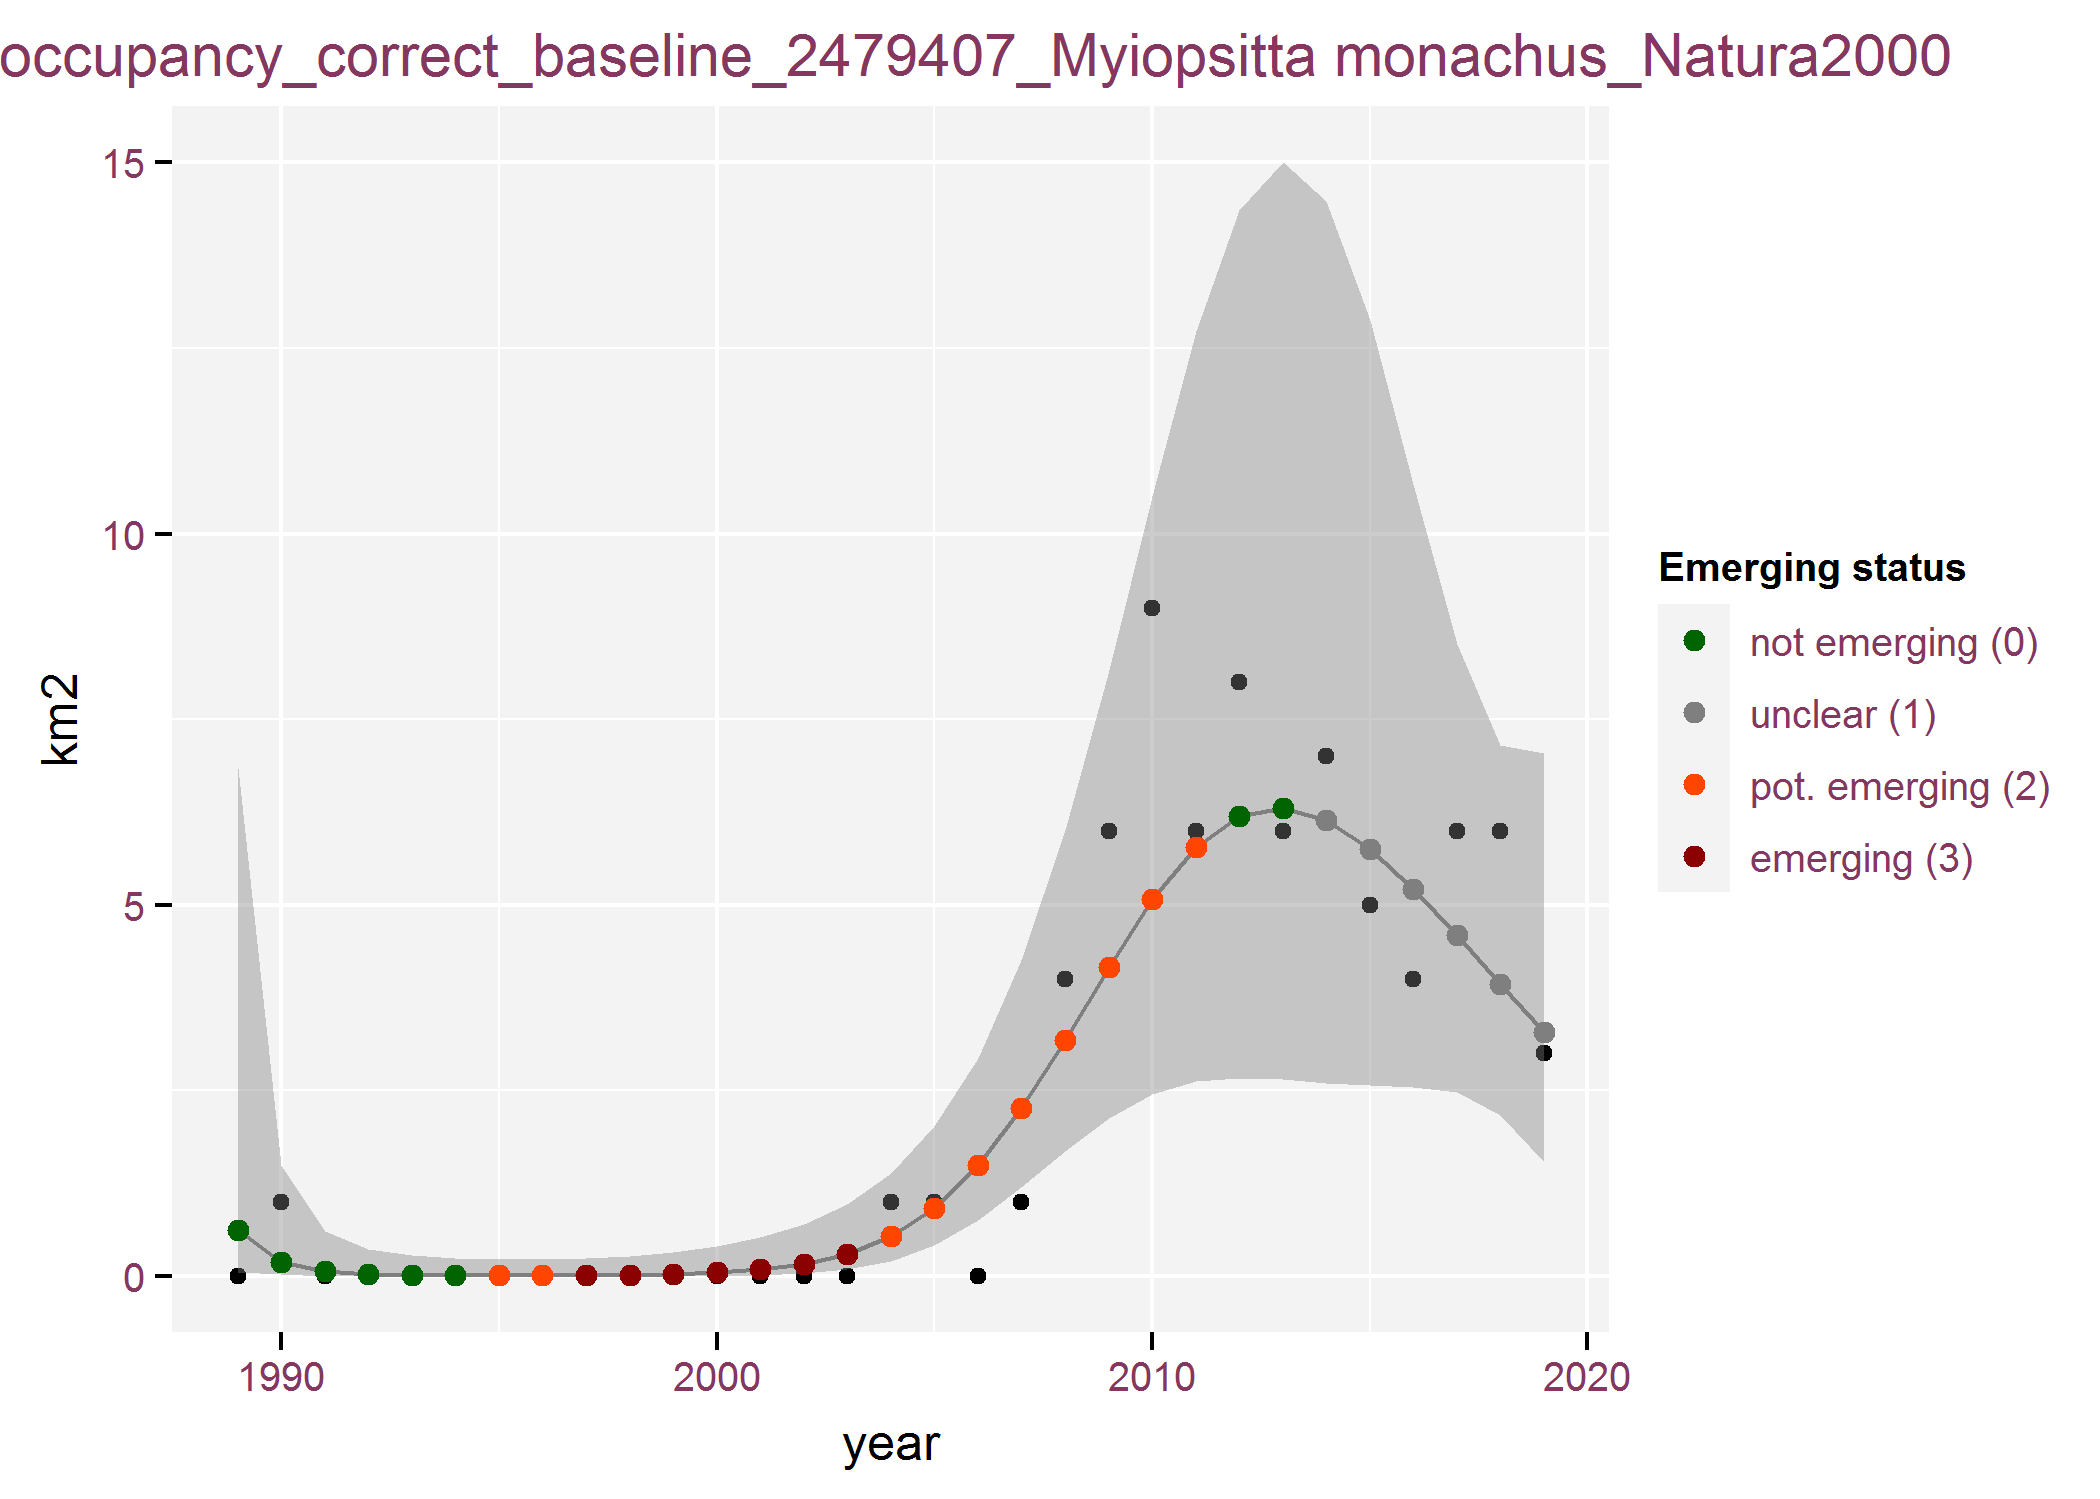 occupancy_correct_baseline_2479407_Myiopsitta monachus_Natura2000
15
10
5
0
km2
1990 2000 2010 2020
year
Emerging status
not emerging (0)
unclear (1)
pot. emerging (2)
emerging (3)